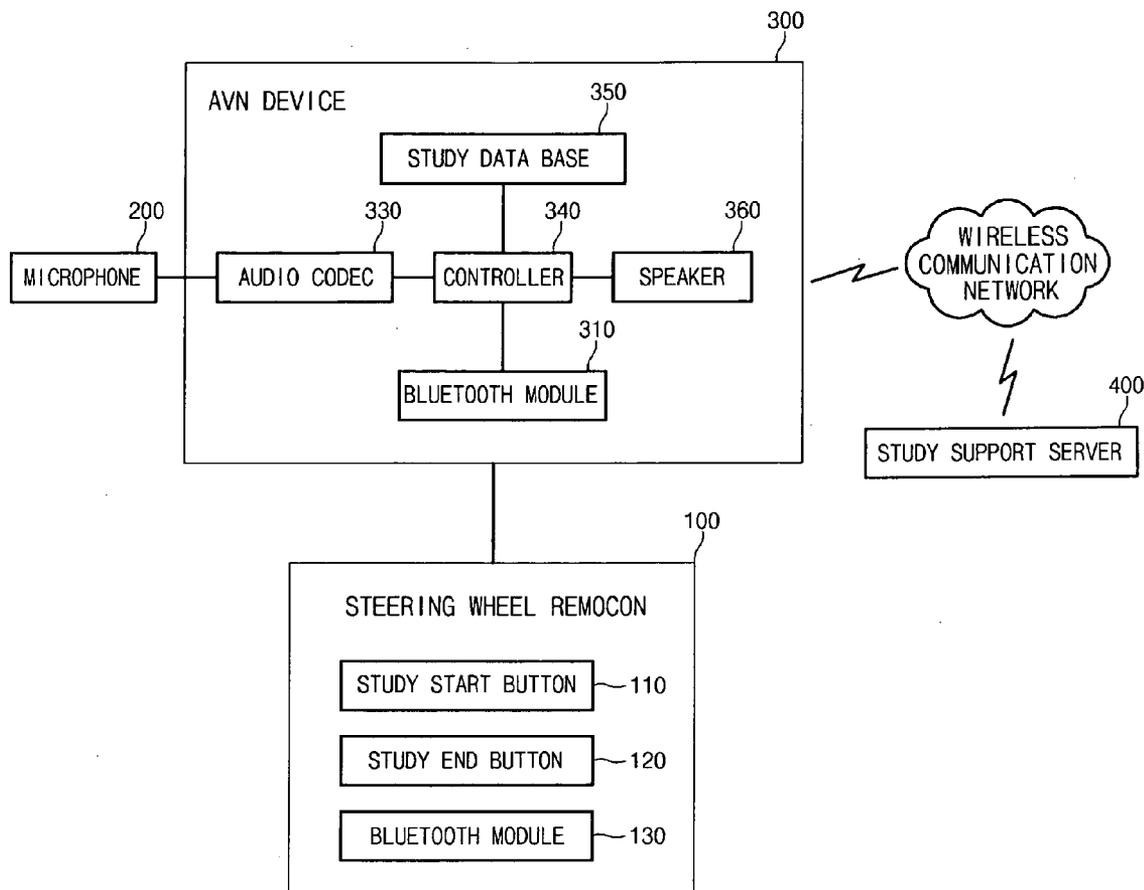 300
AVN DEVICE
350
STUDY DATA BASE
200
330
340
360
MICROPHONE
AUDIO CODEC
CONTROLLER
SPEAKER
WIRELESS
COMMUNICATION
NETWORK
310
BLUETOOTH MODULE
400
STUDY SUPPORT SERVER
100
STEERING WHEEL REMOCON
STUDY START BUTTON
110
STUDY END BUTTON
120
BLUETOOTH MODULE
130